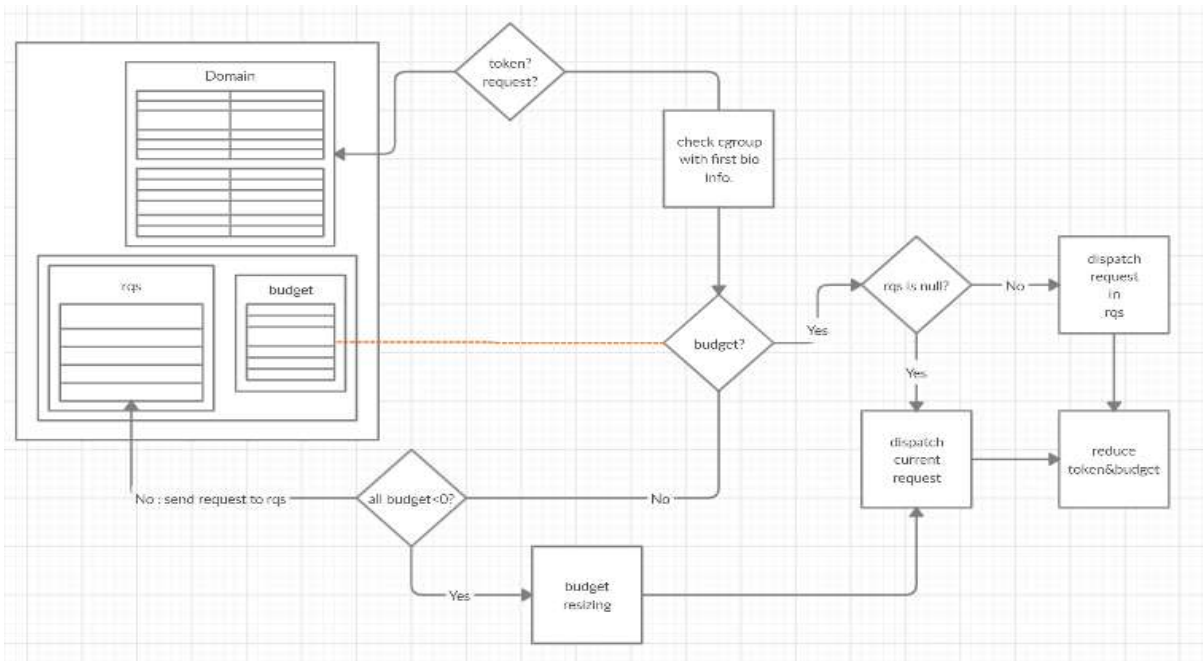 Domain
token?
request?
check cgroup
with first bio
info.
rqs
budget
budget?
Yes
rqs is null?
No
dispatch
request
in
rqs
Yes
dispatch
current
request
reduce
token&budget
No : send request to rqs
all budget<0?
No
Yes
budget
resizing